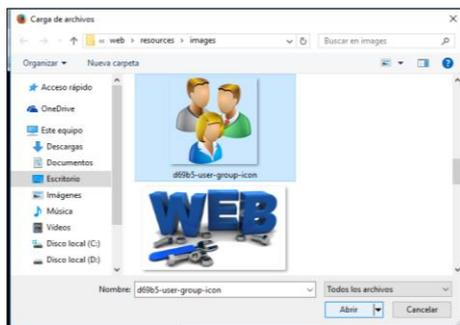 Carga de archivos
« web › resources › images
Buscar en images
Organizar
Nueva carpeta
Acceso rápido
OneDrive
Este equipo
Descargas
Documentos
Escritorio
Imágenes
Música
Vídeos
Disco local (C:)
Disco local (D:)
d69b5-user-group-icon
WEB
Nombre: d69b5-user-group-icon
Todos los archivos
Abrir
Cancelar